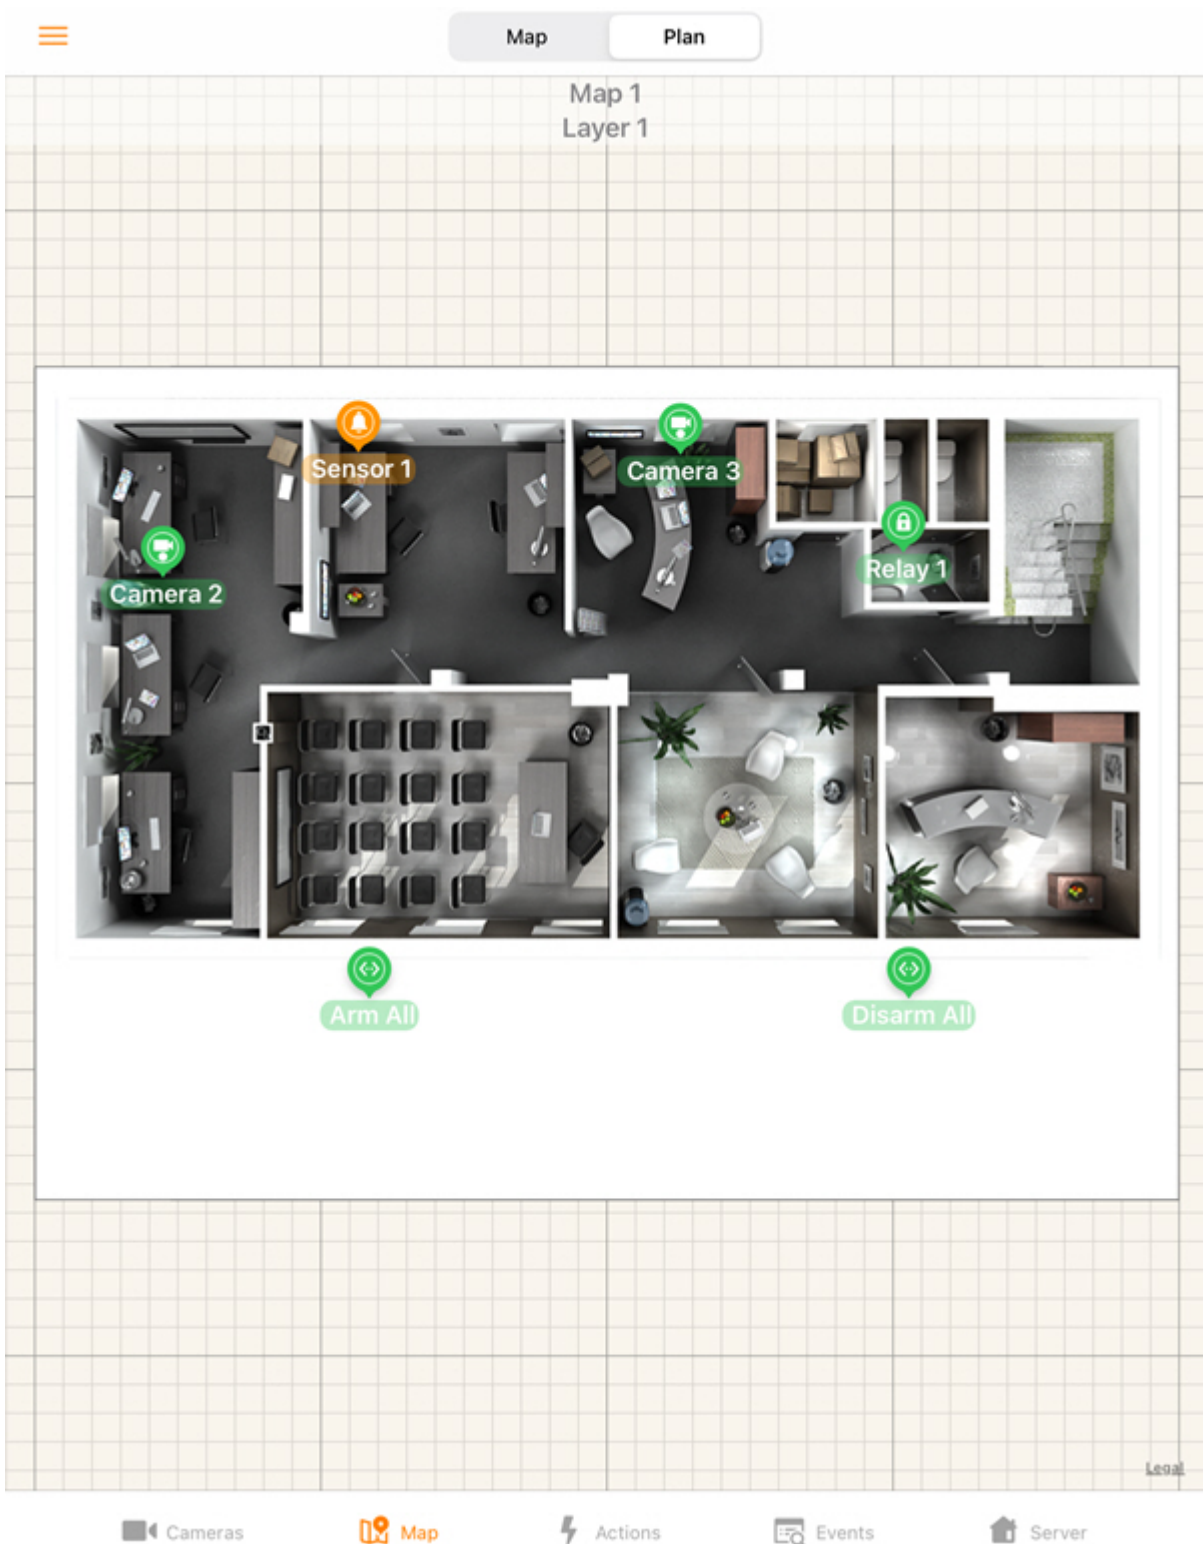 Map
Plan
Map 1
Layer 1
Sensor 1
Camera 3
Relay 1
Camera 2
Arm All
Disarm All
Legal
Cameras
Map
Actions
Events
Server